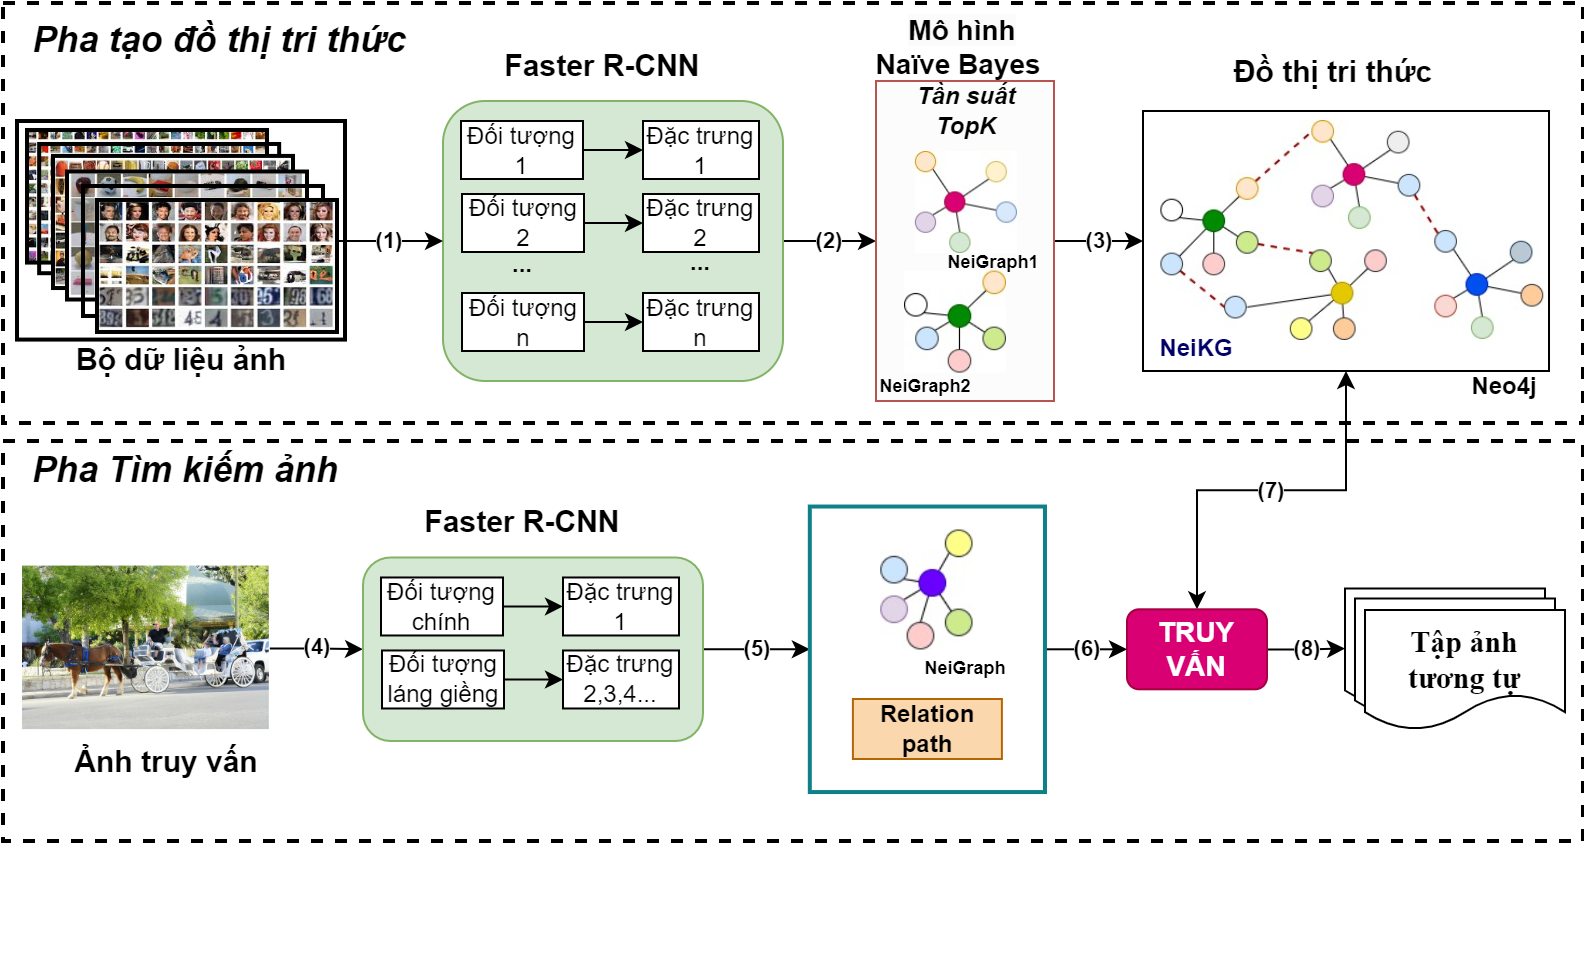 Pha tạo đồ thị tri thức
Faster R-CNN
Mô hình
Naïve Bayes
Đồ thị tri thức
Tần suất
TopK
Đối tượng
1
Đặc trưng
1
Đối tượng
2
Đặc trưng
2
...
...
Đối tượng
n
Đặc trưng
n
(1)
(2)
(3)
NeiGraph1
NeiGraph2
NeiKG
Neo4j
Bộ dữ liệu ảnh
Pha Tìm kiếm ảnh
Faster R-CNN
(7)
Đối tượng
chính
Đặc trưng
1
Đối tượng
láng giềng
Đặc trưng
2,3,4...
(4)
(5)
NeiGraph
Relation
path
(6)
TRUY
VẤN
(8)
Tập ảnh
tương tự
Ảnh truy vấn